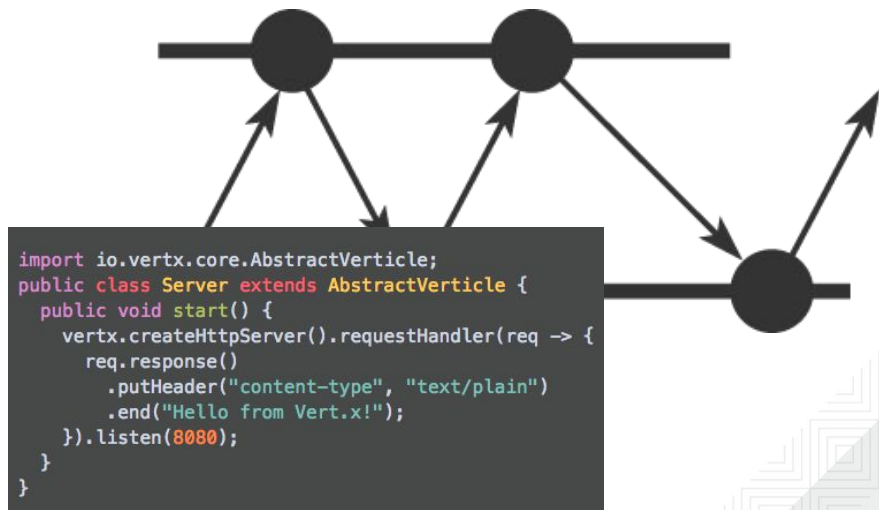 import io.vertx.core.AbstractVerticle;
public class Server extends AbstractVerticle {
  public void start() {
    vertx.createHttpServer().requestHandler(req -> {
      req.response()
        .putHeader("content-type", "text/plain")
        .end("Hello from Vert.x!");
    }).listen(8080);
  }
}